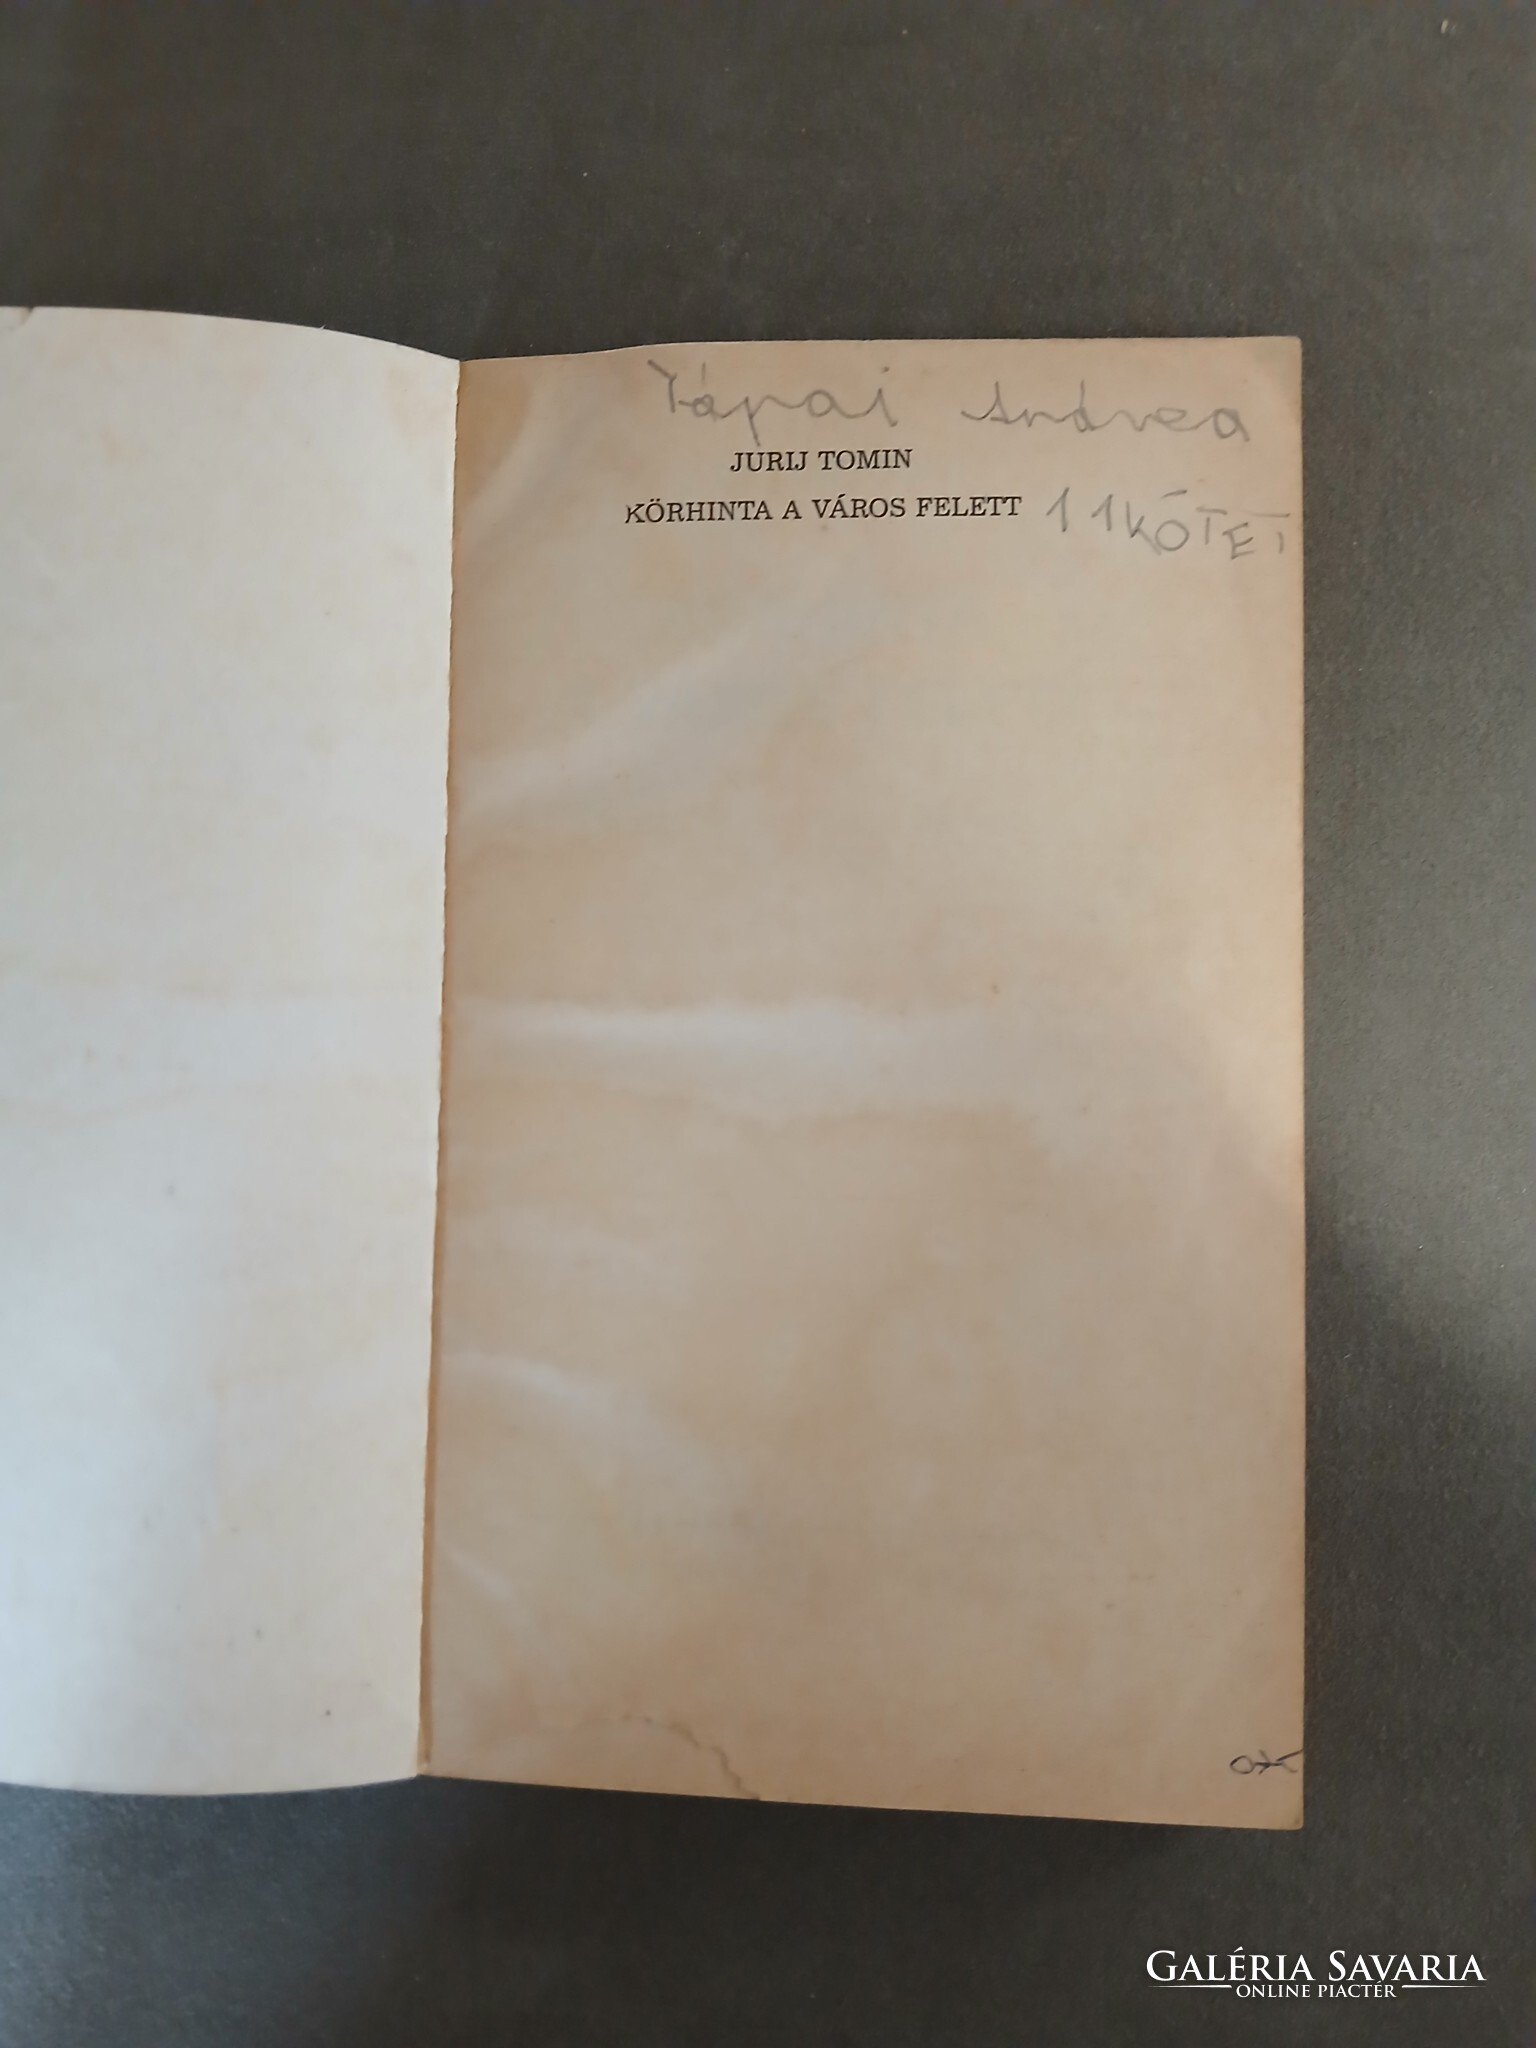 Tápai Andrea
JURIJ TOMIN
KÖRHINTA A VÁROS FELETT 11 KÖTET
GALÉRIA SAVARIA
ONLINE PIACTÉR